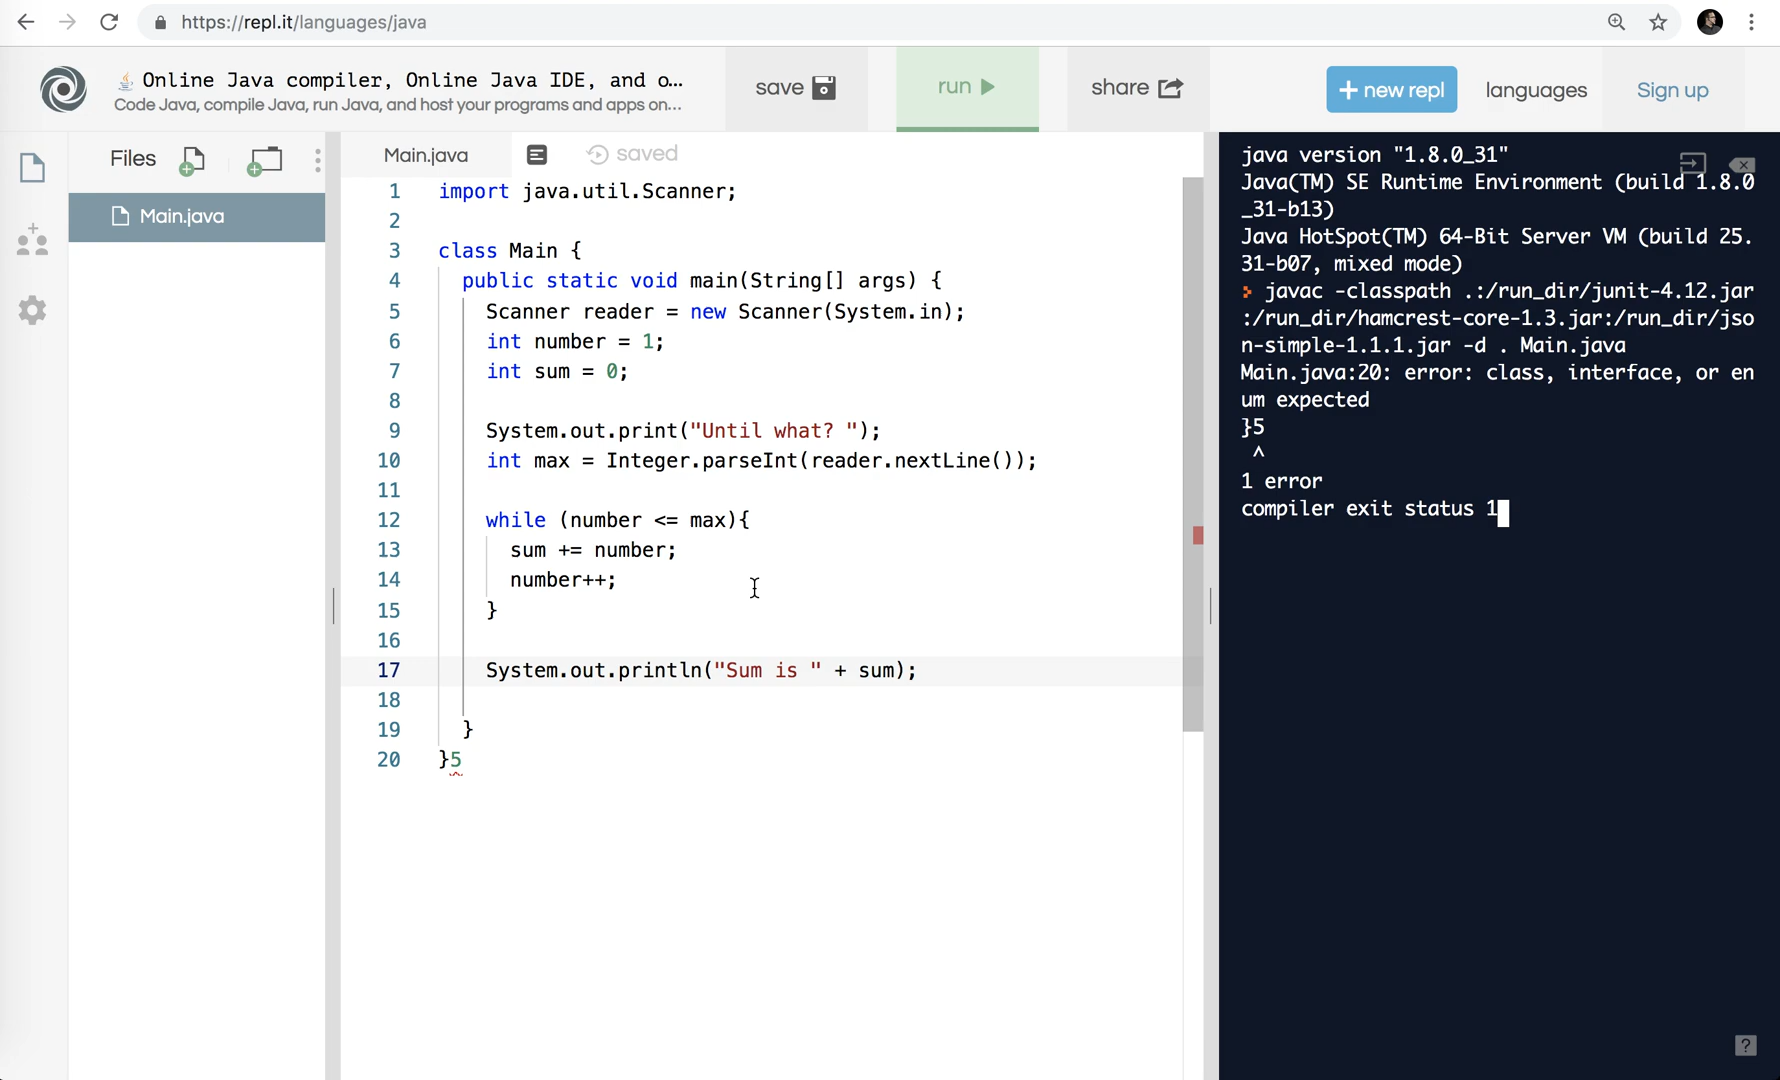 https://repl.it/languages/java
Online Java compiler, Online Java IDE, and o...
Code Java, compile Java, run Java, and host your programs and apps on...
save
run
share
+ new repl
languages
Sign up
Files
Main.java
Main.java
saved
1 import java.util.Scanner;
2
3 class Main {
4 public static void main(String[] args) {
5 Scanner reader = new Scanner(System.in);
6 int number = 1;
7 int sum = 0;
8
9 System.out.print("Until what? ");
10 int max = Integer.parseInt(reader.nextLine());
11
12 while (number <= max){
13 sum += number;
14 number++;
15 }
16
17 System.out.println("Sum is " + sum);
18
19 }
20 }5
java version "1.8.0_31"
Java(TM) SE Runtime Environment (build 1.8.0
_31-b13)
Java HotSpot(TM) 64-Bit Server VM (build 25.
31-b07, mixed mode)
javac -classpath .:/run_dir/junit-4.12.jar
:/run_dir/hamcrest-core-1.3.jar:/run_dir/jso
n-simple-1.1.1.jar -d . Main.java
Main.java:20: error: class, interface, or en
um expected
}5
^
1 error
compiler exit status 1
?